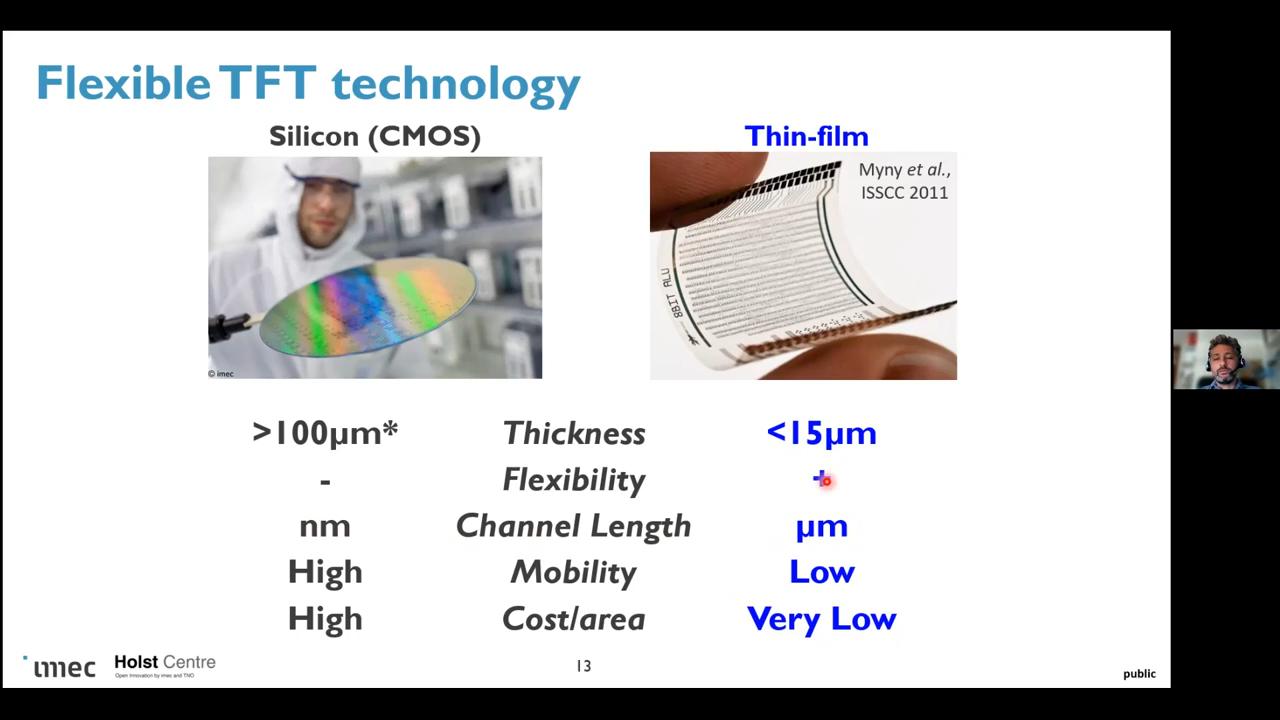 Flexible TFT technology
Silicon (CMOS)
Thin-film
Myny et al.,
ISSCC 2011
8BIT ALU
© imec
>100µm*
Thickness
<15µm
-
Flexibility
+
nm
Channel Length
µm
High
Mobility
Low
High
Cost/area
Very Low
imec
Holst Centre
Open Innovation by imec and TNO
13
public